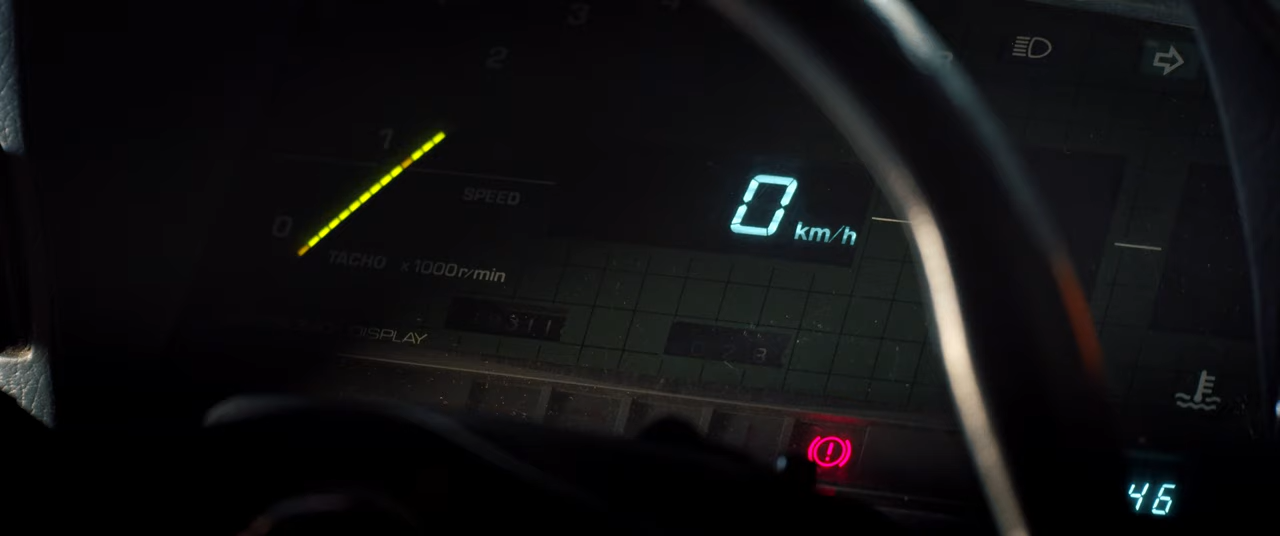 3
2
1
0
SPEED
0 km/h
TACHO x1000r/min
DISPLAY
46